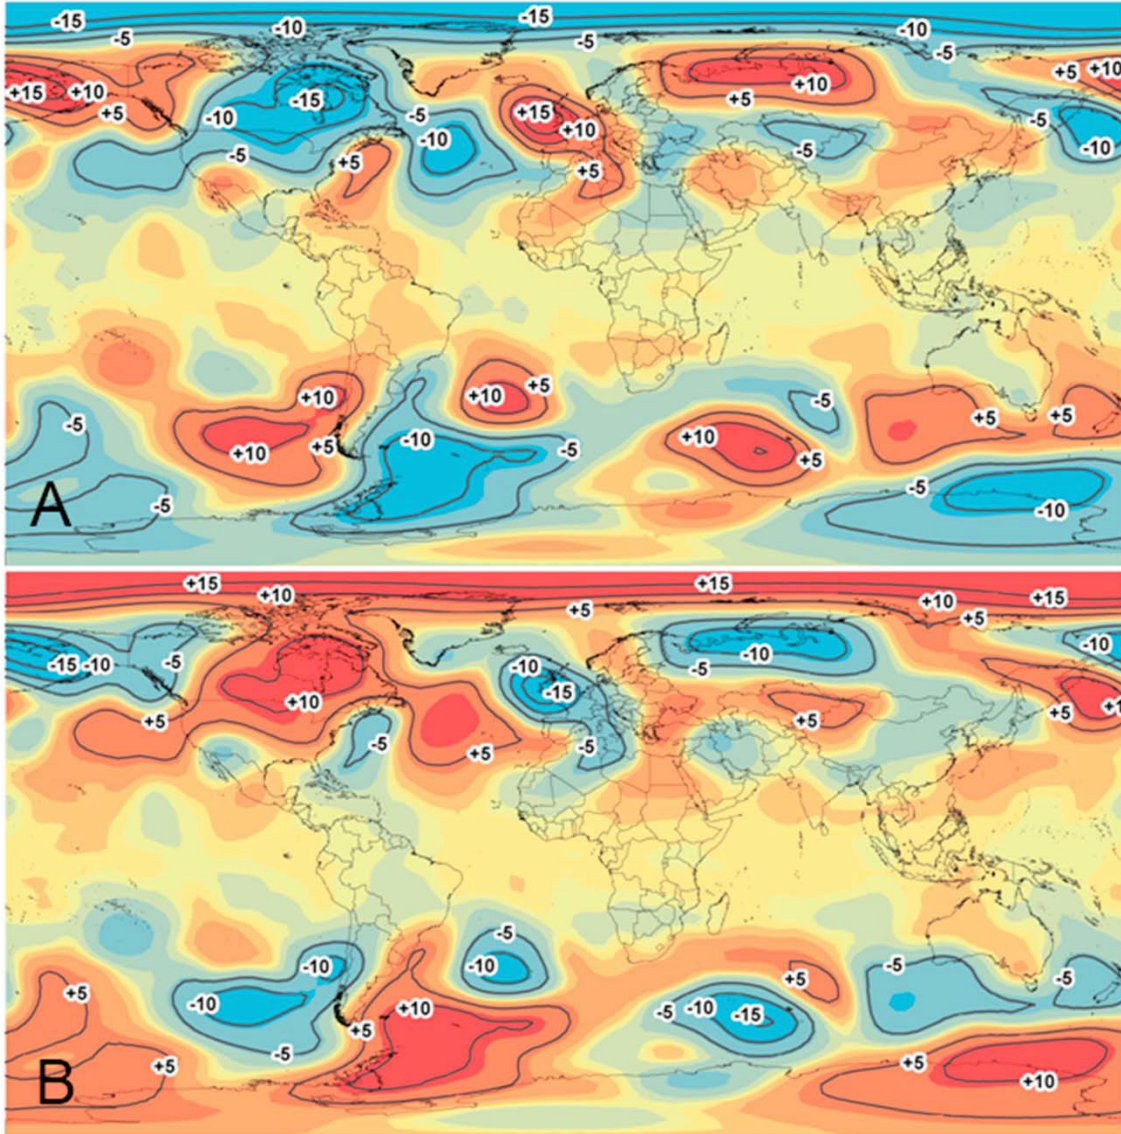 -15 -10 -15 -10
-5 -5 -5
+15 +10 +5 -15 -10 -5 +15 +10 +10 +5 +5 +10
-10 -5 +5 -10 +5 -5 -5 -10
+10 +5 +10 +5 -5
-5 +10 +5 -10 -5 +10 +5 +5 +5
A -5 -5 -10
+15 +10 +15 +10 +15
+5 +5
-15 -10 -5 +10 -10 -15 -10 -5 -10
+5 -5 +5 -5 +5 +5
-5
-10 -10 +5 -5 -5
+5 -10 +10 -5 -10 -15
+5 -5 +5 +5
B +10